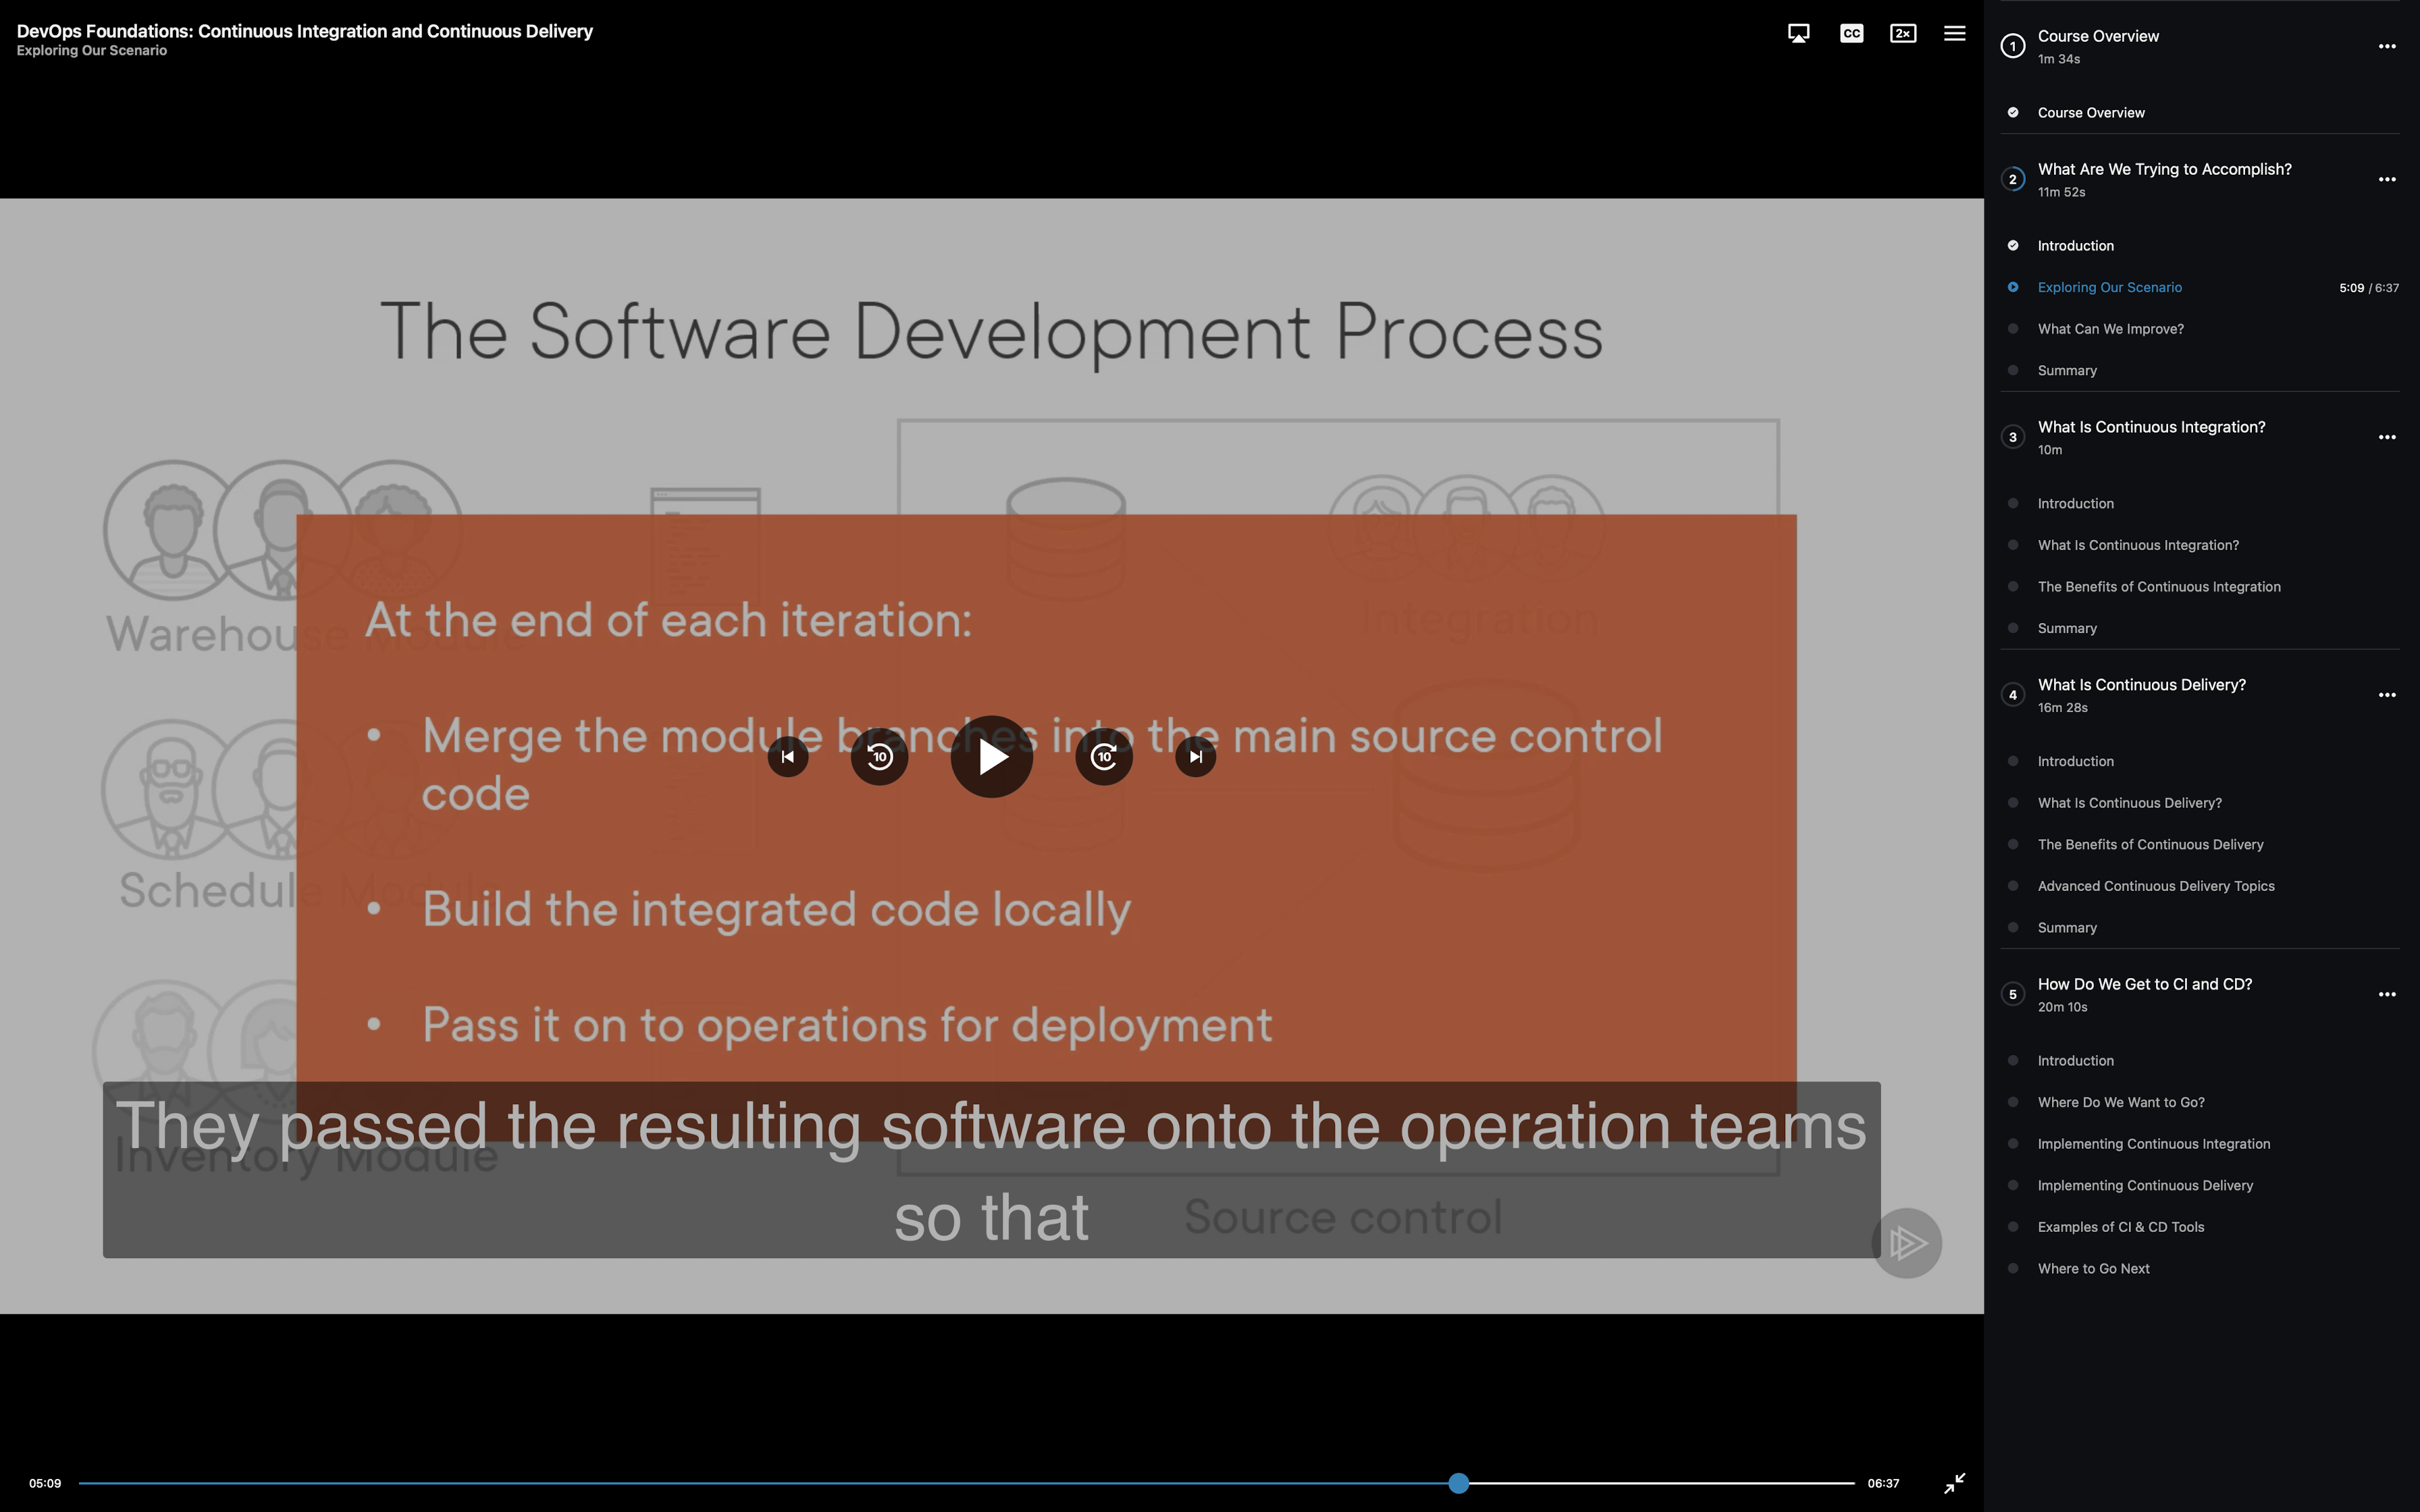 DevOps Foundations: Continuous Integration and Continuous Delivery
Exploring Our Scenario
CC
2×
The Software Development Process
Warehouse Module
Integration
Schedule Module
Inventory Module
Source control
At the end of each iteration:
• Merge the module branches into the main source control
code
• Build the integrated code locally
• Pass it on to operations for deployment
10
10
They passed the resulting software onto the operation teams
so that
05:09
06:37
1
Course Overview
1m 34s
Course Overview
2
What Are We Trying to Accomplish?
11m 52s
Introduction
Exploring Our Scenario 5:09 / 6:37
What Can We Improve?
Summary
3
What Is Continuous Integration?
10m
Introduction
What Is Continuous Integration?
The Benefits of Continuous Integration
Summary
4
What Is Continuous Delivery?
16m 28s
Introduction
What Is Continuous Delivery?
The Benefits of Continuous Delivery
Advanced Continuous Delivery Topics
Summary
5
How Do We Get to CI and CD?
20m 10s
Introduction
Where Do We Want to Go?
Implementing Continuous Integration
Implementing Continuous Delivery
Examples of CI & CD Tools
Where to Go Next